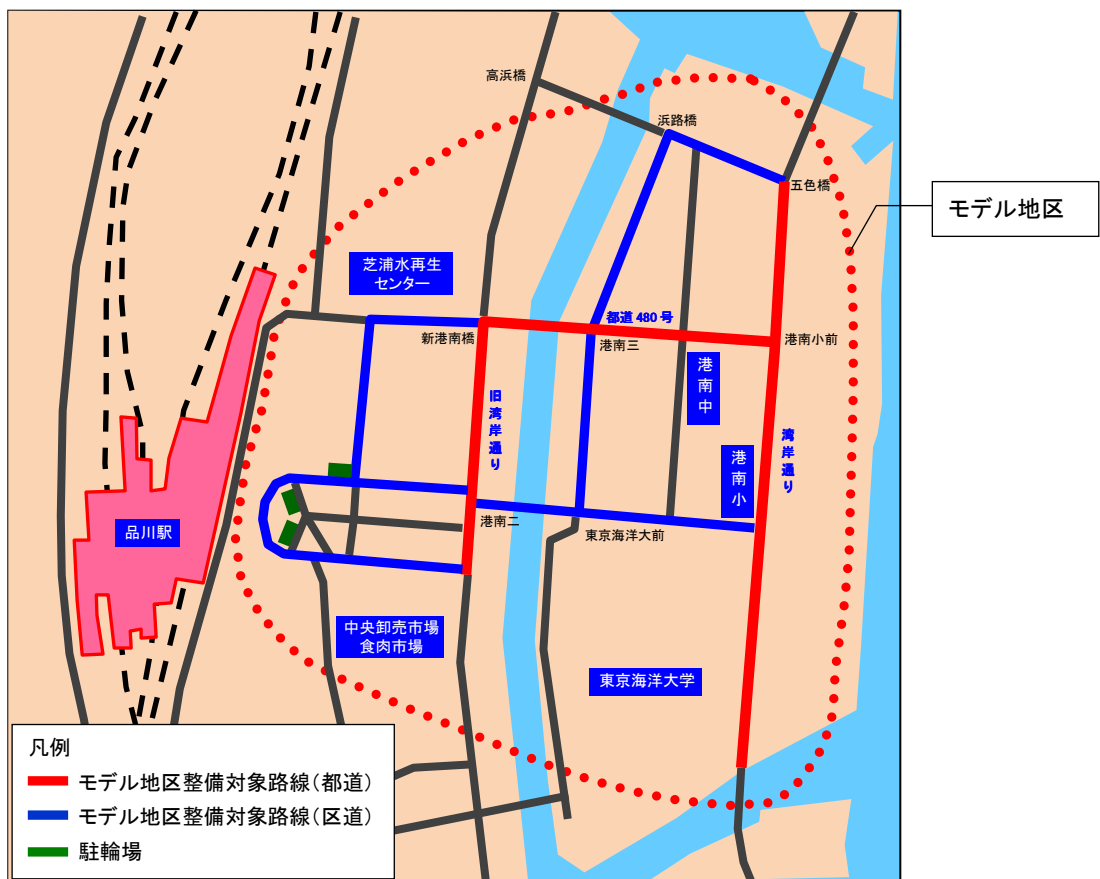 高浜橋
浜路橋
五色橋
モデル地区
芝浦水再生
センター
都道480号
新港南橋
港南三
港南小前
港南中
旧湾岸通り
湾岸通り
港南小
港南二
東京海洋大前
品川駅
中央卸売市場
食肉市場
東京海洋大学
凡例
モデル地区整備対象路線(都道)
モデル地区整備対象路線(区道)
駐輪場